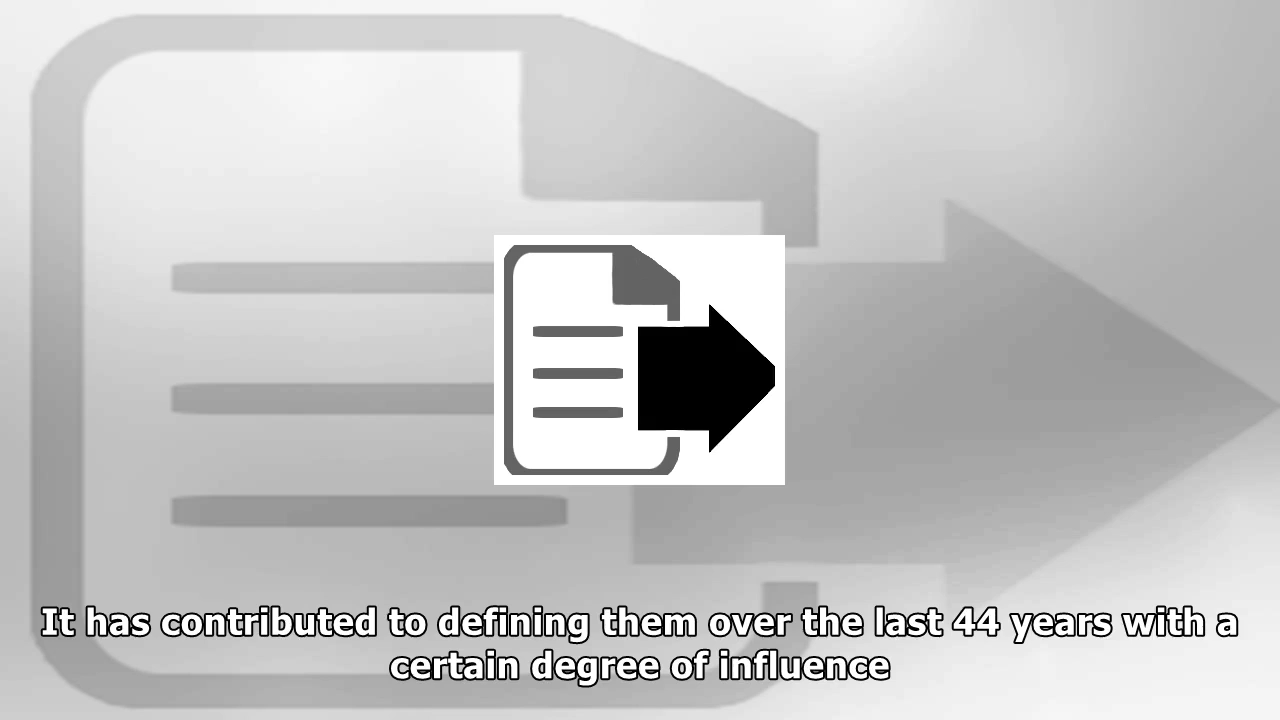 It has contributed to defining them over the last 44 years with a
certain degree of influence